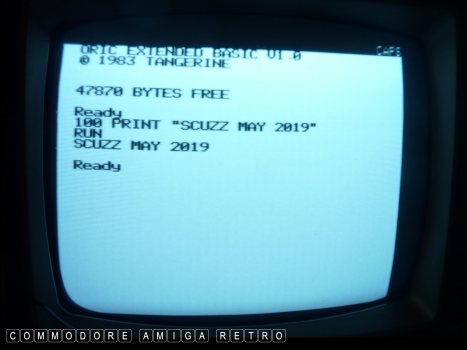 ORIC EXTENDED BASIC V1.0
CAPS
© 1983 TANGERINE
47870 BYTES FREE
Ready
100 PRINT "SCUZZ MAY 2019"
RUN
SCUZZ MAY 2019
Ready
COMMODORE AMIGA RETRO